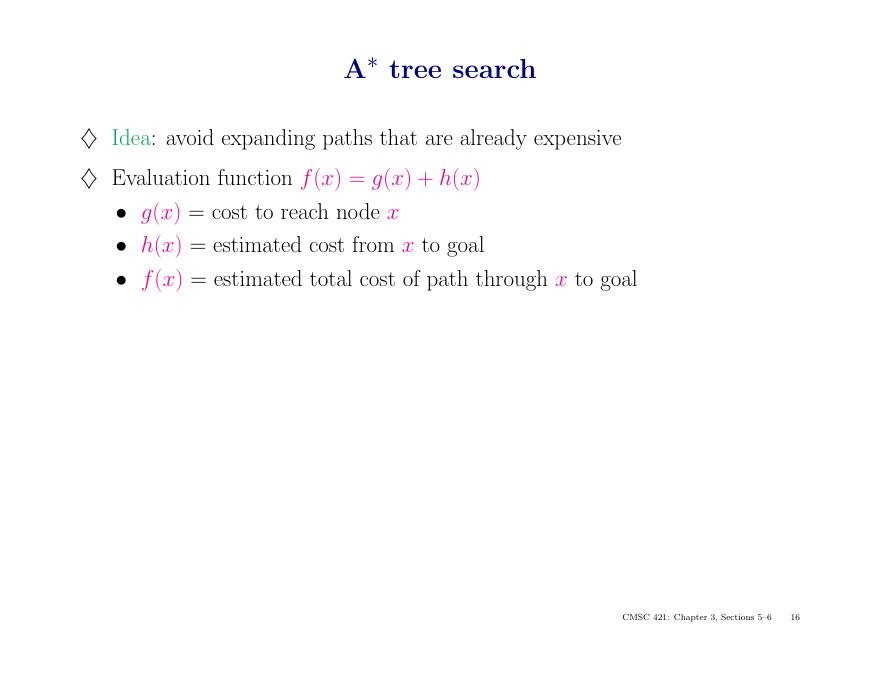 A* tree search
♢ Idea: avoid expanding paths that are already expensive
♢ Evaluation function f(x) = g(x) + h(x)
• g(x) = cost to reach node x
• h(x) = estimated cost from x to goal
• f(x) = estimated total cost of path through x to goal
CMSC 421: Chapter 3, Sections 5–6 16